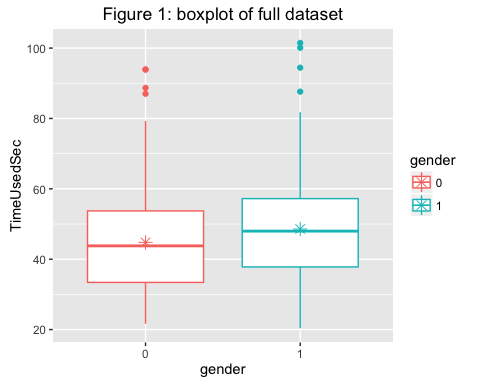 Figure 1: boxplot of full dataset
100
80
60
40
20
TimeUsedSec
0
1
gender
gender
0
1